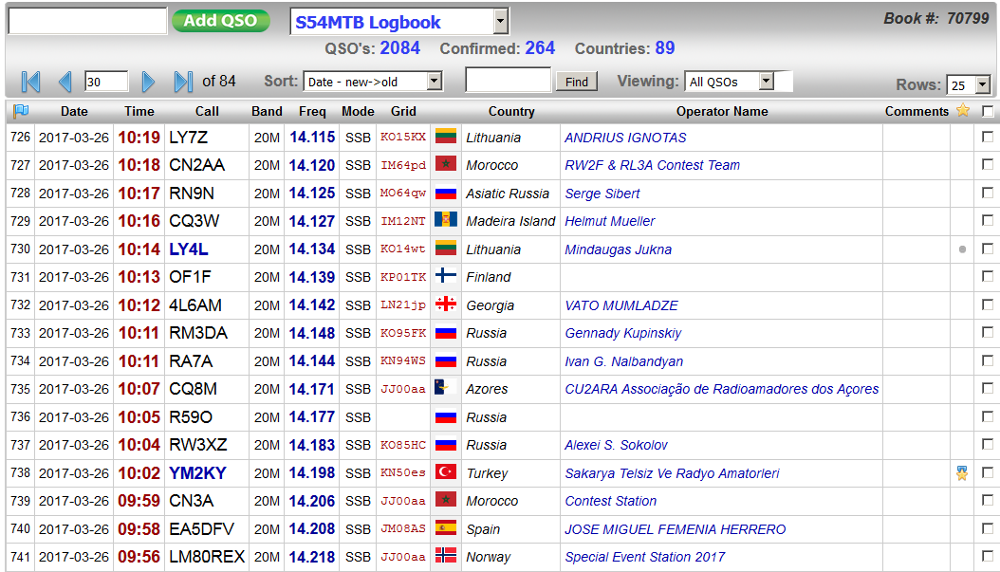 Add QSO S54MTB Logbook Book #: 70799
QSO's: 2084 Confirmed: 264 Countries: 89
30 of 84 Sort: Date - new->old Find Viewing: All QSOs Rows: 25
Date Time Call Band Freq Mode Grid Country Operator Name Comments
726 2017-03-26 10:19 LY7Z 20M 14.115 SSB KO15KX Lithuania ANDRIUS IGNOTAS
727 2017-03-26 10:18 CN2AA 20M 14.120 SSB IM64pd Morocco RW2F & RL3A Contest Team
728 2017-03-26 10:17 RN9N 20M 14.125 SSB MO64qw Asiatic Russia Serge Sibert
729 2017-03-26 10:16 CQ3W 20M 14.127 SSB IM12NT Madeira Island Helmut Mueller
730 2017-03-26 10:14 LY4L 20M 14.134 SSB KO14wt Lithuania Mindaugas Jukna
731 2017-03-26 10:13 OF1F 20M 14.139 SSB KP01TK Finland
732 2017-03-26 10:12 4L6AM 20M 14.142 SSB LN21jp Georgia VATO MUMLADZE
733 2017-03-26 10:11 RM3DA 20M 14.148 SSB KO95FK Russia Gennady Kupinskiy
734 2017-03-26 10:11 RA7A 20M 14.144 SSB KN94WS Russia Ivan G. Nalbandyan
735 2017-03-26 10:07 CQ8M 20M 14.171 SSB JJ00aa Azores CU2ARA Associação de Radioamadores dos Açores
736 2017-03-26 10:05 R59O 20M 14.177 SSB Russia
737 2017-03-26 10:04 RW3XZ 20M 14.183 SSB KO85HC Russia Alexei S. Sokolov
738 2017-03-26 10:02 YM2KY 20M 14.198 SSB KN50es Turkey Sakarya Telsiz Ve Radyo Amatorleri
739 2017-03-26 09:59 CN3A 20M 14.206 SSB JJ00aa Morocco Contest Station
740 2017-03-26 09:58 EA5DFV 20M 14.208 SSB JM08AS Spain JOSE MIGUEL FEMENIA HERRERO
741 2017-03-26 09:56 LM80REX 20M 14.218 SSB JJ00aa Norway Special Event Station 2017